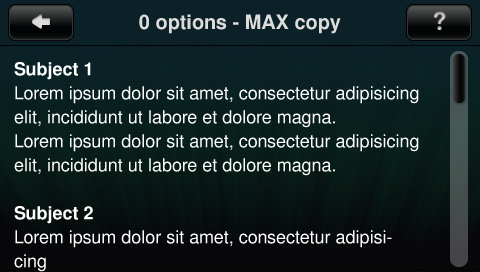 0 options - MAX copy
?
Subject 1
Lorem ipsum dolor sit amet, consectetur adipisicing
elit, incididunt ut labore et dolore magna.
Lorem ipsum dolor sit amet, consectetur adipisicing
elit, incididunt ut labore et dolore magna.
Subject 2
Lorem ipsum dolor sit amet, consectetur adipisi-
cing